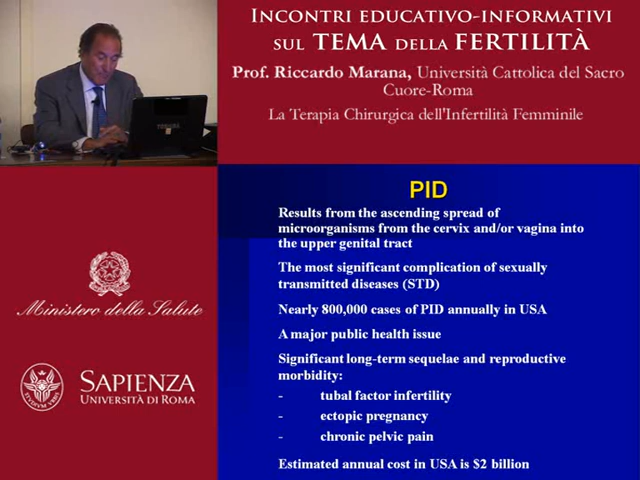 INCONTRI EDUCATIVO-INFORMATIVI
SUL TEMA DELLA FERTILITÀ
Prof. Riccardo Marana, Università Cattolica del Sacro
Cuore-Roma
La Terapia Chirurgica dell'Infertilità Femminile
PID
Results from the ascending spread of
microorganisms from the cervix and/or vagina into
the upper genital tract
The most significant complication of sexually
transmitted diseases (STD)
Nearly 800,000 cases of PID annually in USA
A major public health issue
Significant long-term sequelae and reproductive
morbidity:
- tubal factor infertility
- ectopic pregnancy
- chronic pelvic pain
Estimated annual cost in USA is $2 billion
Ministero della Salute
SAPIENZA
UNIVERSITÀ DI ROMA